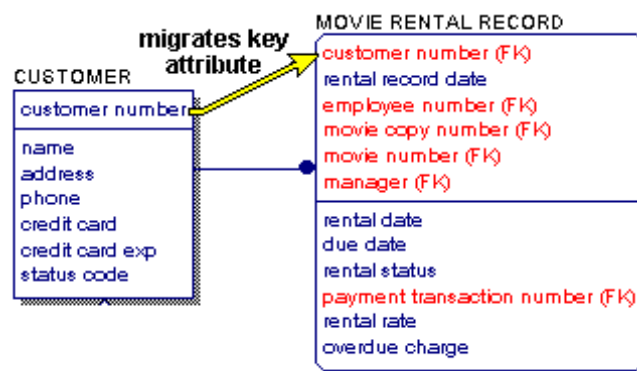 MOVIE RENTAL RECORD
migrates key
attribute
CUSTOMER
customer number
name
address
phone
credit card
credit card exp
status code
customer number (FK)
rental record date
employee number (FK)
movie copy number (FK)
movie number (FK)
manager (FK)
rental date
due date
rental status
payment transaction number (FK)
rental rate
overdue charge